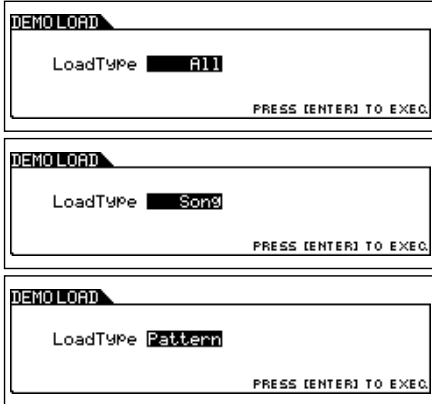 DEMO LOAD
LoadType All
PRESS [ENTER] TO EXEC.
DEMO LOAD
LoadType Song
PRESS [ENTER] TO EXEC.
DEMO LOAD
LoadType Pattern
PRESS [ENTER] TO EXEC.